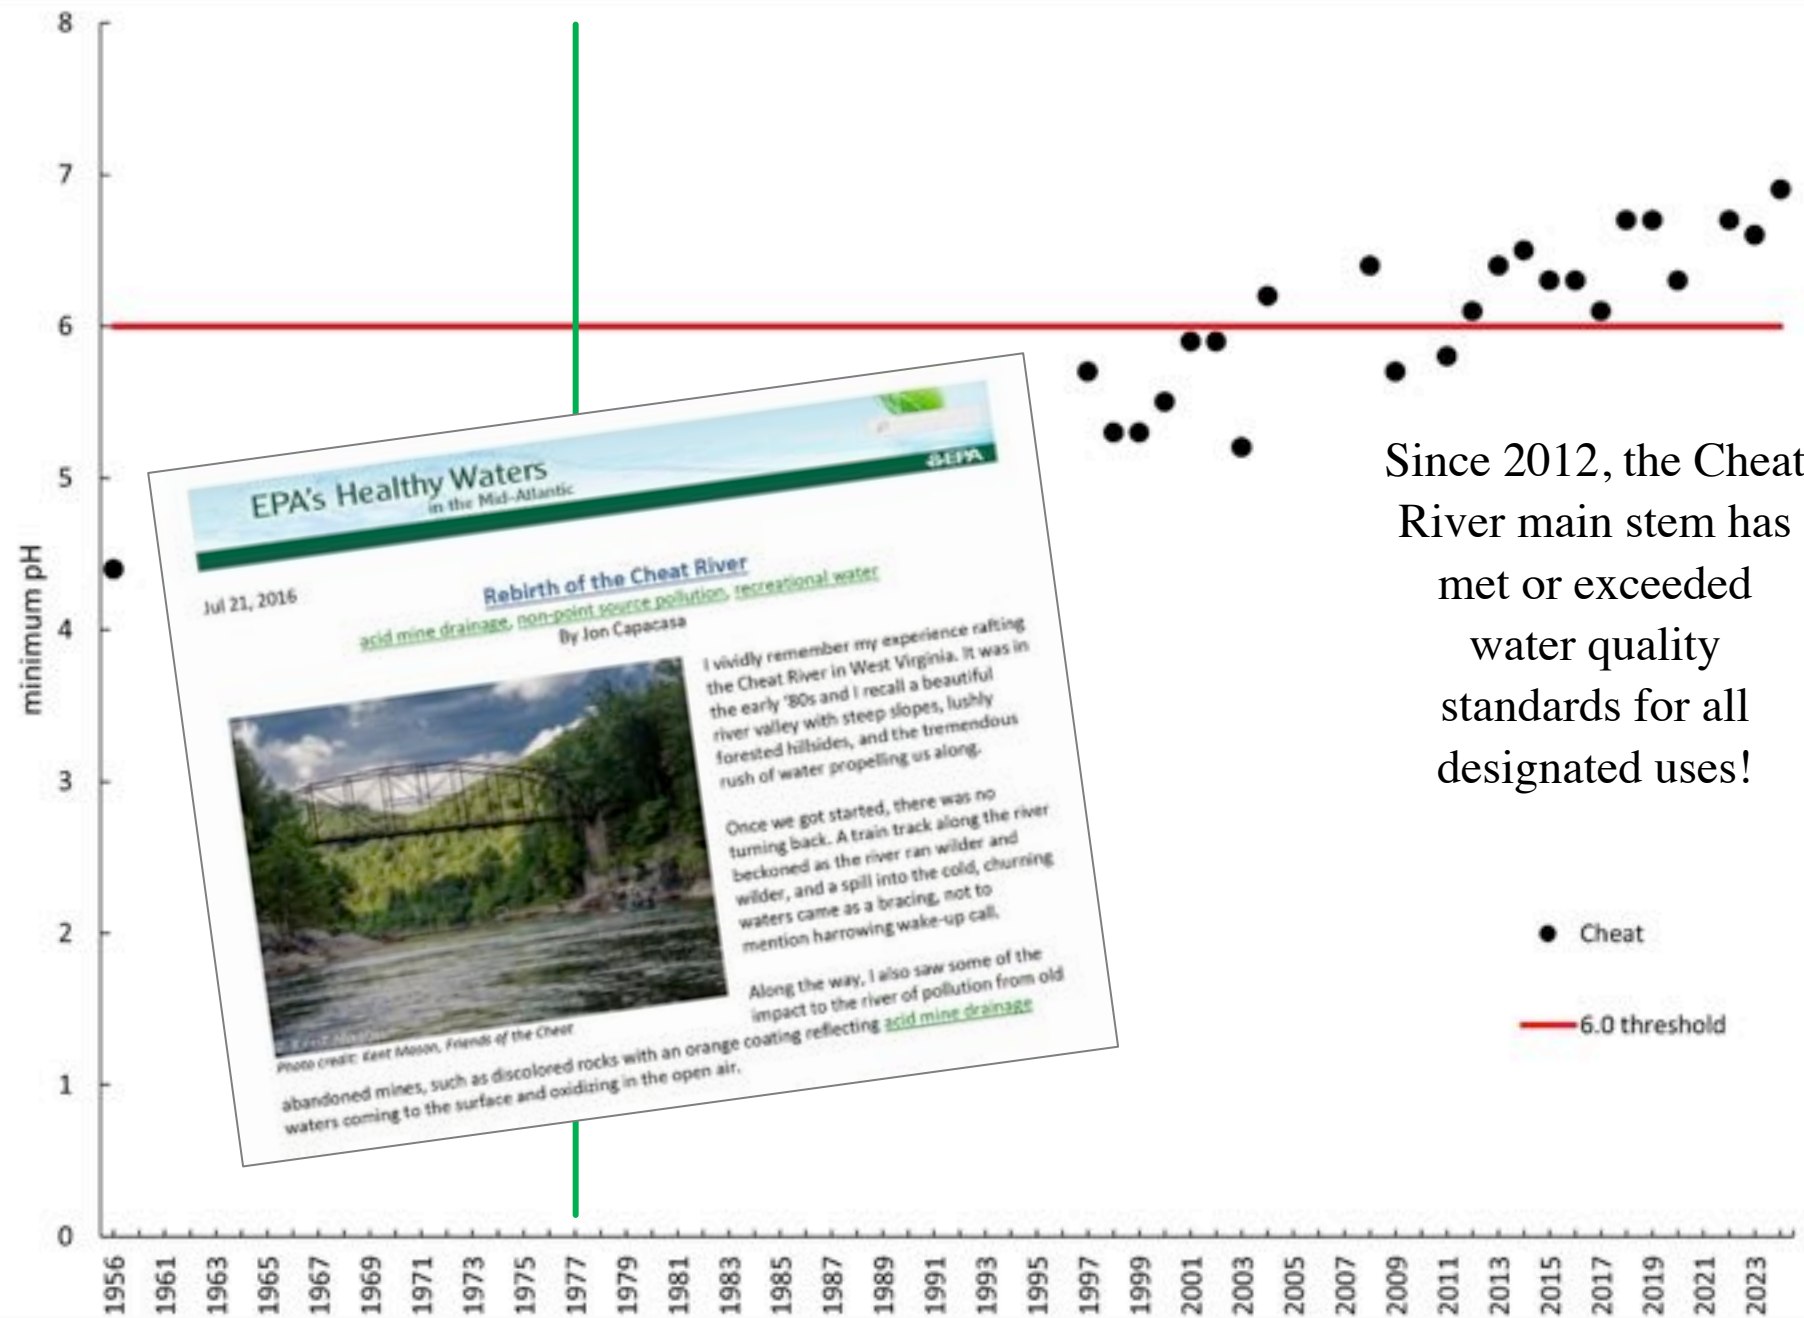 8
7
6
5
4
3
2
1
0
minimum pH
EPA's Healthy Waters
in the Mid-Atlantic
EPA
Jul 21, 2016
Rebirth of the Cheat River
acid mine drainage, non-point source pollution, recreational water
By Jon Capacasa
I vividly remember my experience rafting
the Cheat River in West Virginia. It was in
the early '80s and I recall a beautiful
river valley with steep slopes, lushly
forested hillsides, and the tremendous
rush of water propelling us along.
Once we got started, there was no
turning back. A train track along the river
beckoned as the river ran wilder and
wilder, and a spill into the cold, churning
waters came as a bracing, not to
mention harrowing wake-up call.
Along the way, I also saw some of the
impact to the river of pollution from old
Photo credit: Kent Mason, Friends of the Cheat
abandoned mines, such as discolored rocks with an orange coating reflecting acid mine drainage
waters coming to the surface and oxidizing in the open air.
Since 2012, the Cheat
River main stem has
met or exceeded
water quality
standards for all
designated uses!
Cheat
6.0 threshold
1956
1961
1963
1965
1967
1969
1971
1973
1975
1977
1979
1981
1983
1985
1987
1989
1991
1993
1995
1997
1999
2001
2003
2005
2007
2009
2011
2013
2015
2017
2019
2021
2023